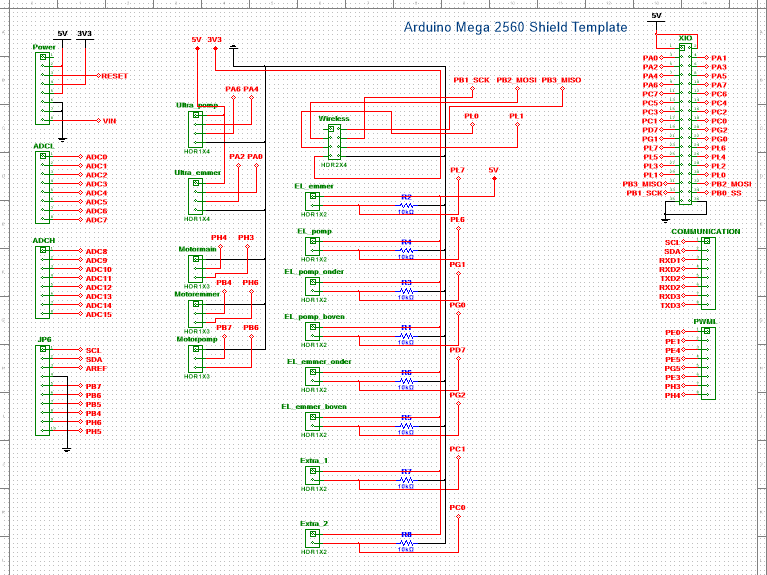 Arduino Mega 2560 Shield Template
Power
5V
3V3
RESET
VIN
ADCL
ADC0
ADC1
ADC2
ADC3
ADC4
ADC5
ADC6
ADC7
ADCH
ADC8
ADC9
ADC10
ADC11
ADC12
ADC13
ADC14
ADC15
JP6
SCL
SDA
AREF
PB7
PB6
PB5
PB4
PH6
PH5
5V 3V3
PA6 PA4
Ultra_pomp
HDR1X4
PA2 PA0
Ultra_emmer
HDR1X4
PH4 PH3
Motormain
HDR1X3
PB4 PH6
Motoremmer
HDR1X3
PB7 PB6
Motorpomp
HDR1X3
PB1_SCK PB2_MOSI PB3_MISO
PL0 PL1
Wireless
HDR2X4
PL7 5V
EL_emmer
R2
HDR1X2
10kΩ
PL6
EL_pomp
R4
HDR1X2
10kΩ
PG1
EL_pomp_onder
R3
HDR1X2
10kΩ
PG0
EL_pomp_boven
R1
HDR1X2
10kΩ
PD7
EL_emmer_onder
R6
HDR1X2
10kΩ
PG2
EL_emmer_boven
R5
HDR1X2
10kΩ
PC1
Extra_1
R7
HDR1X2
10kΩ
PC0
Extra_2
R8
HDR1X2
10kΩ
5V
XIO
PA0 PA1
PA2 PA3
PA4 PA5
PA6 PA7
PC7 PC6
PC5 PC4
PC3 PC2
PC1 PC0
PD7 PG2
PG1 PG0
PL7 PL6
PL5 PL4
PL3 PL2
PL1 PL0
PB3_MISO PB2_MOSI
PB1_SCK PB0_SS
COMMUNICATION
SCL
SDA
RXD1
RXD2
TXD2
RXD2
RXD3
TXD3
PWML
PE0
PE1
PE4
PE5
PG5
PE3
PH3
PH4